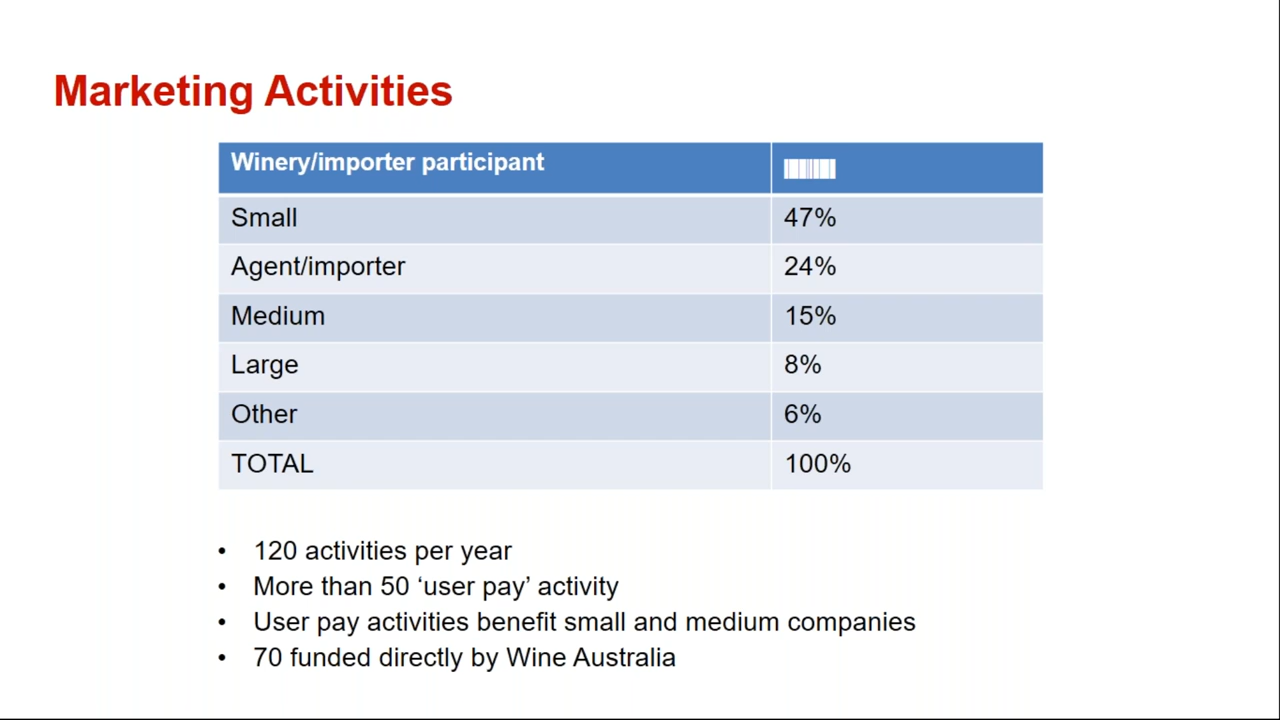 Marketing Activities
Winery/importer participant
Small 47%
Agent/importer 24%
Medium 15%
Large 8%
Other 6%
TOTAL 100%
• 120 activities per year
• More than 50 ‘user pay’ activity
• User pay activities benefit small and medium companies
• 70 funded directly by Wine Australia